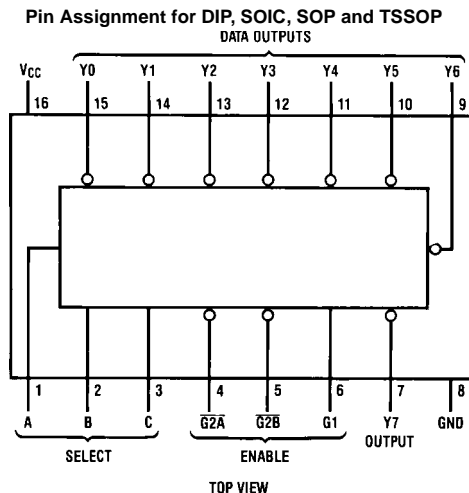 Pin Assignment for DIP, SOIC, SOP and TSSOP
DATA OUTPUTS
VCC Y0 Y1 Y2 Y3 Y4 Y5 Y6
16 15 14 13 12 11 10 9
1 2 3 4 5 6 7 8
A B C G2A G2B G1 Y7 GND
OUTPUT
SELECT ENABLE
TOP VIEW